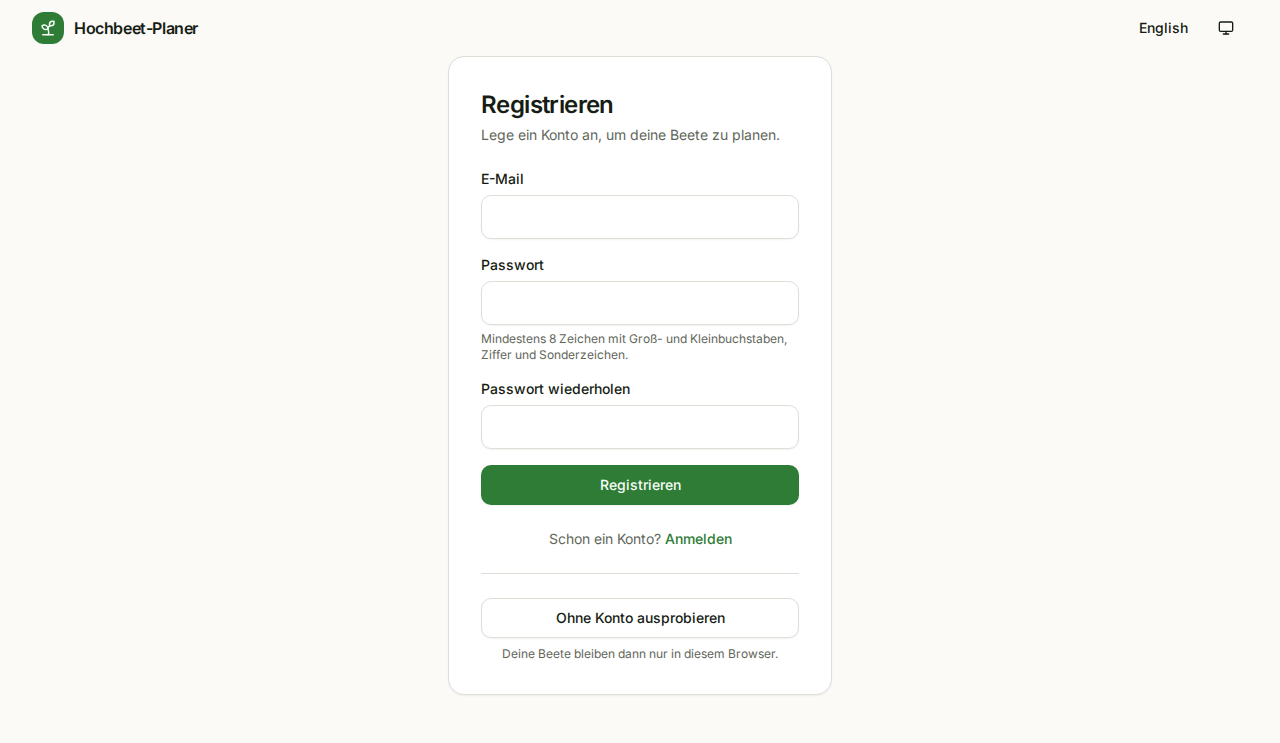 Hochbeet-Planer
English
Registrieren
Lege ein Konto an, um deine Beete zu planen.
E-Mail
Passwort
Mindestens 8 Zeichen mit Groß- und Kleinbuchstaben,
Ziffer und Sonderzeichen.
Passwort wiederholen
Registrieren
Schon ein Konto? Anmelden
Ohne Konto ausprobieren
Deine Beete bleiben dann nur in diesem Browser.